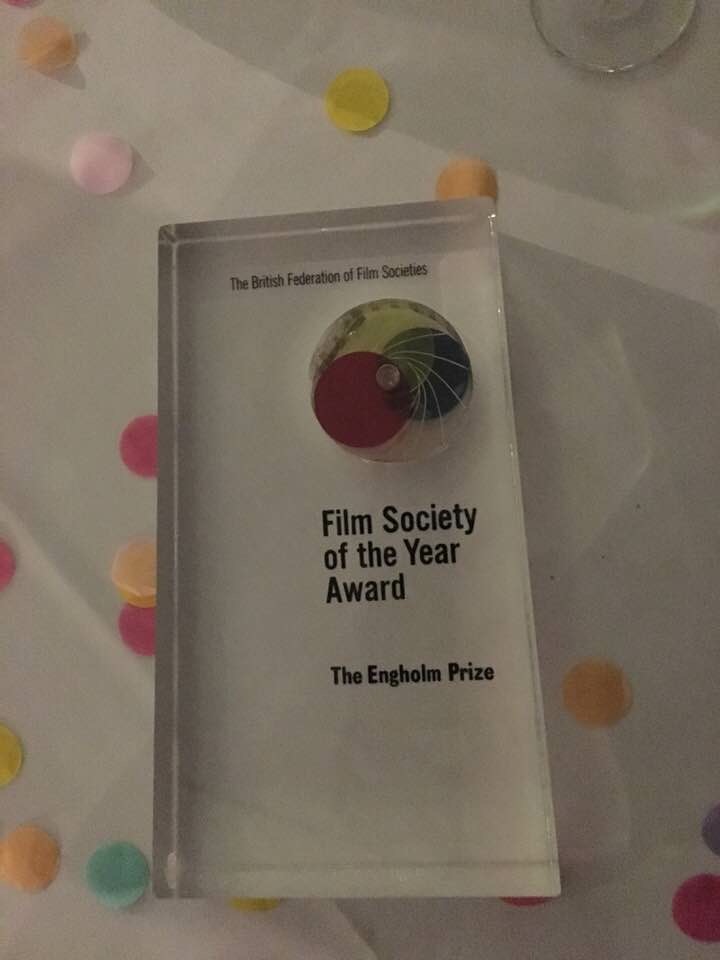 The British Federation of Film Societies
Film Society
of the Year
Award
The Engholm Prize